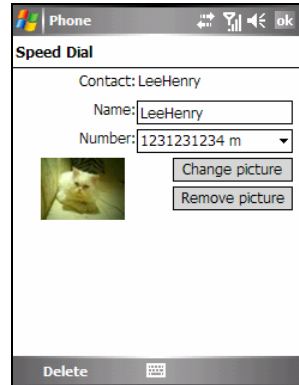 Phone ok
Speed Dial
Contact: LeeHenry
Name: LeeHenry
Number: 1231231234 m
Change picture
Remove picture
Delete